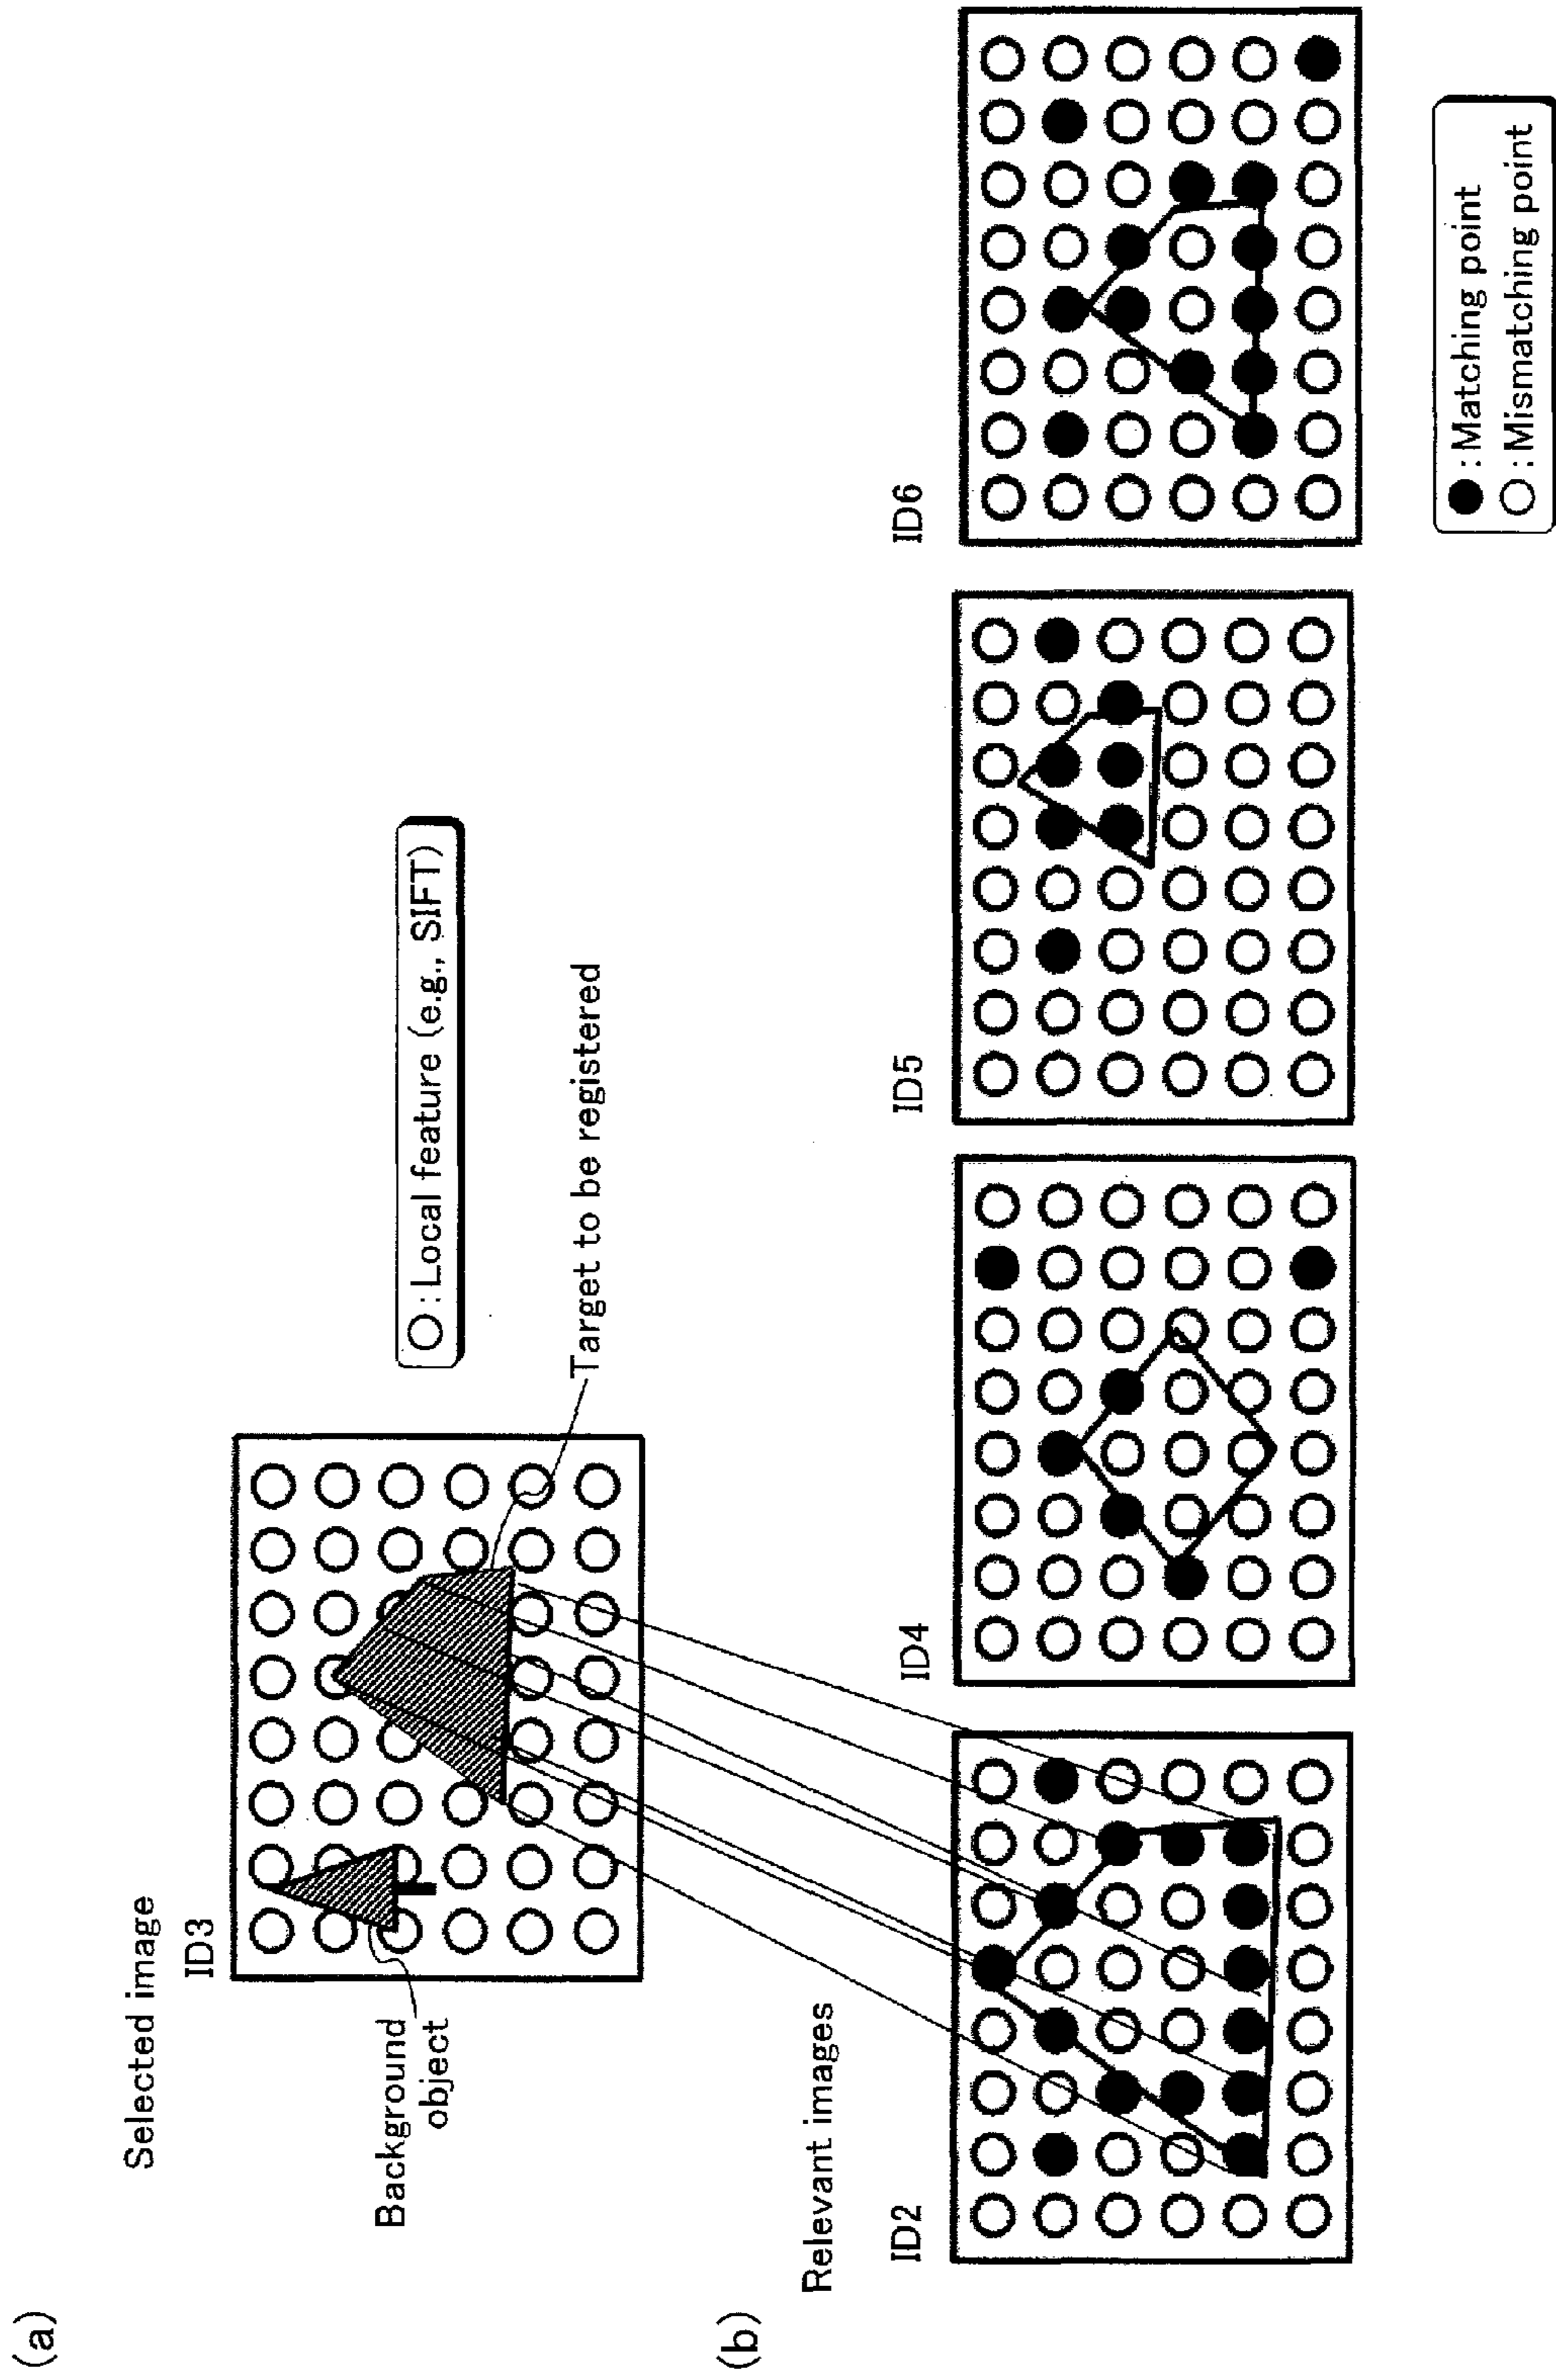 (a)
Selected image
ID3
Background
object
○ : Local feature (e.g., SIFT)
Target to be registered
(b)
Relevant images
ID2
ID4
ID5
ID6
● : Matching point
○ : Mismatching point